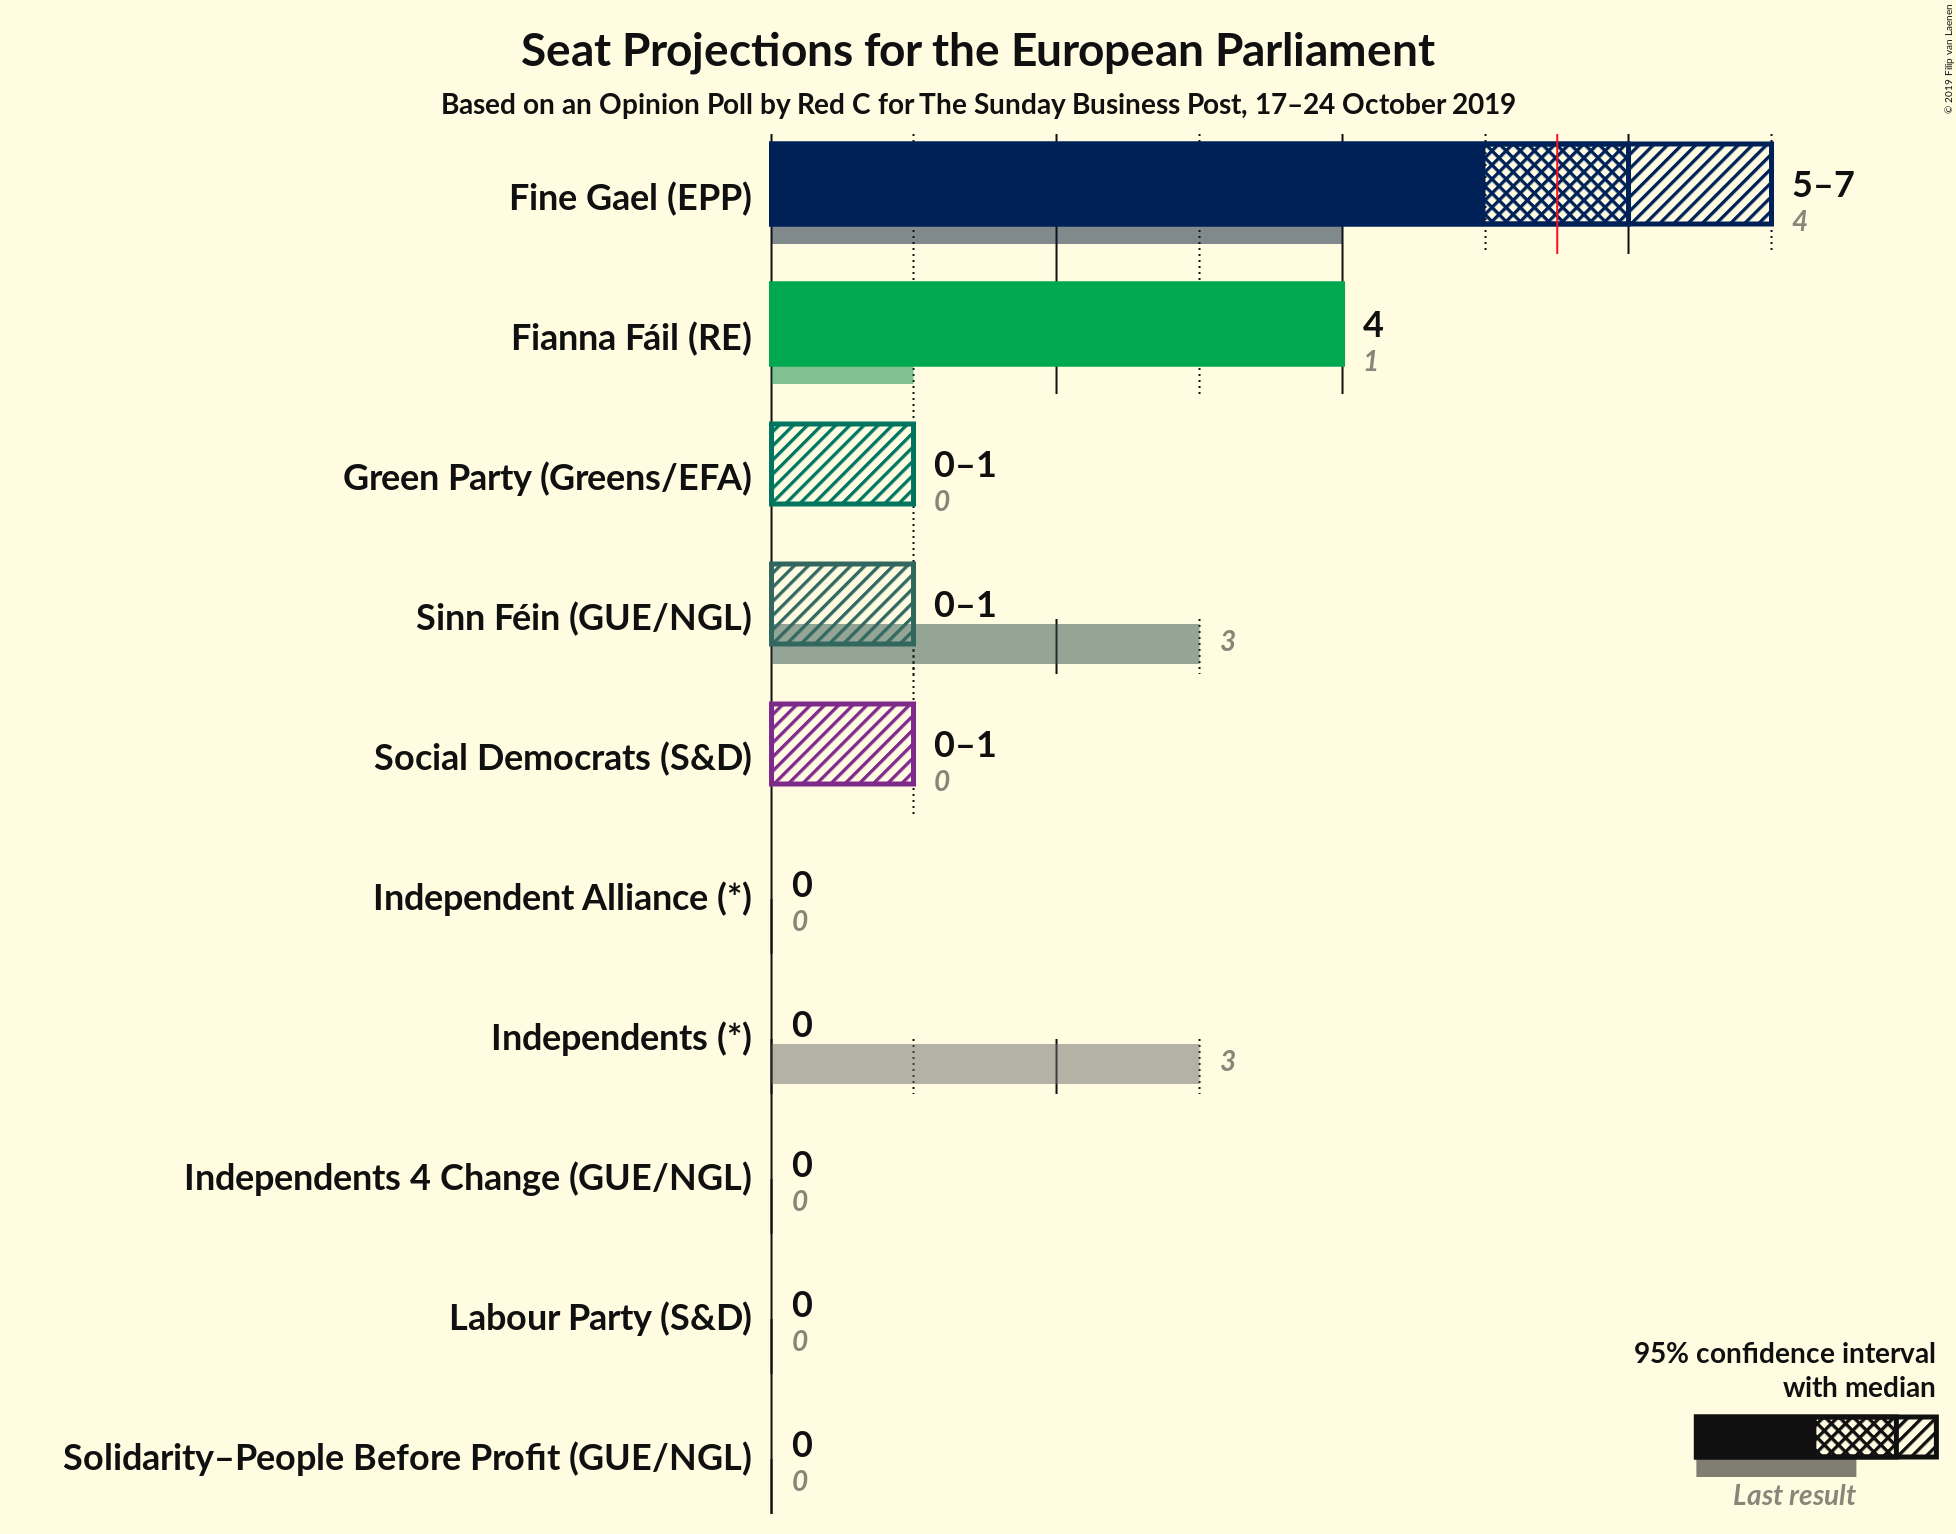 Seat Projections for the European Parliament
Based on an Opinion Poll by Red C for The Sunday Business Post, 17–24 October 2019
© 2019 Filip van Laenen
Fine Gael (EPP)
5–7
4
Fianna Fáil (RE)
4
1
Green Party (Greens/EFA)
0–1
0
Sinn Féin (GUE/NGL)
0–1
3
Social Democrats (S&D)
0–1
0
Independent Alliance (*)
0
0
Independents (*)
0
3
Independents 4 Change (GUE/NGL)
0
0
Labour Party (S&D)
0
0
Solidarity–People Before Profit (GUE/NGL)
0
0
95% confidence interval
with median
Last result